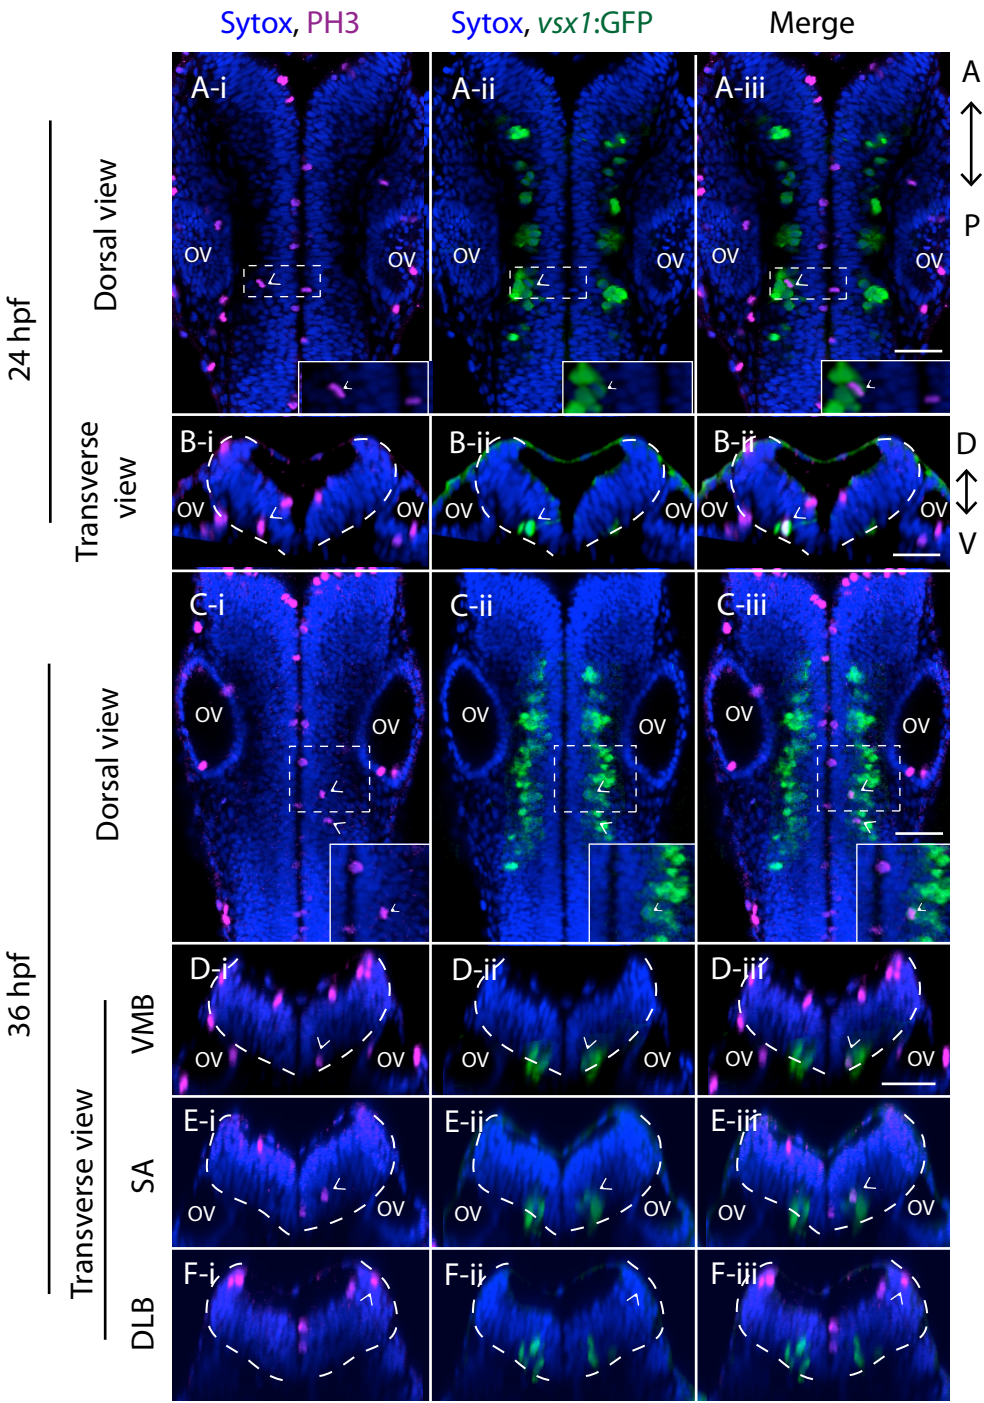 Sytox, PH3
Sytox, vsx1:GFP
Merge
24 hpf
Dorsal view
A-i
A-ii
A-iii
A
P
OV
OV
OV
OV
OV
OV
Transverse view
B-i
B-ii
B-ii
D
V
OV
OV
OV
OV
OV
OV
36 hpf
Dorsal view
C-i
C-ii
C-iii
OV
OV
OV
OV
OV
OV
Transverse view
VMB
D-i
D-ii
D-iii
OV
OV
OV
OV
OV
OV
SA
E-i
E-ii
E-iii
OV
OV
OV
OV
OV
OV
DLB
F-i
F-ii
F-iii